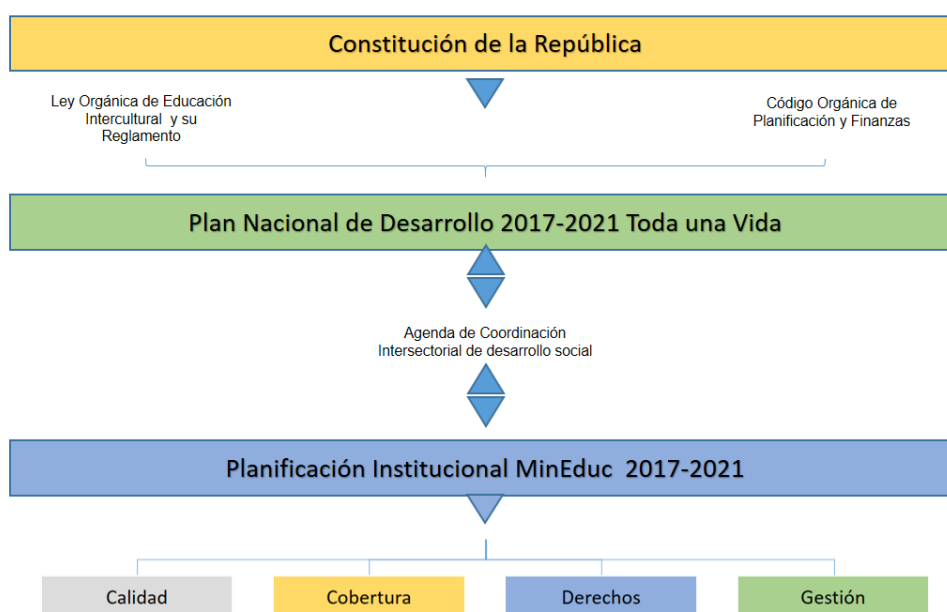 Constitución de la República
Ley Orgánica de Educación
Intercultural y su
Reglamento
Código Orgánica de
Planificación y Finanzas
Plan Nacional de Desarrollo 2017-2021 Toda una Vida
Agenda de Coordinación
Intersectorial de desarrollo social
Planificación Institucional MinEduc 2017-2021
Calidad
Cobertura
Derechos
Gestión